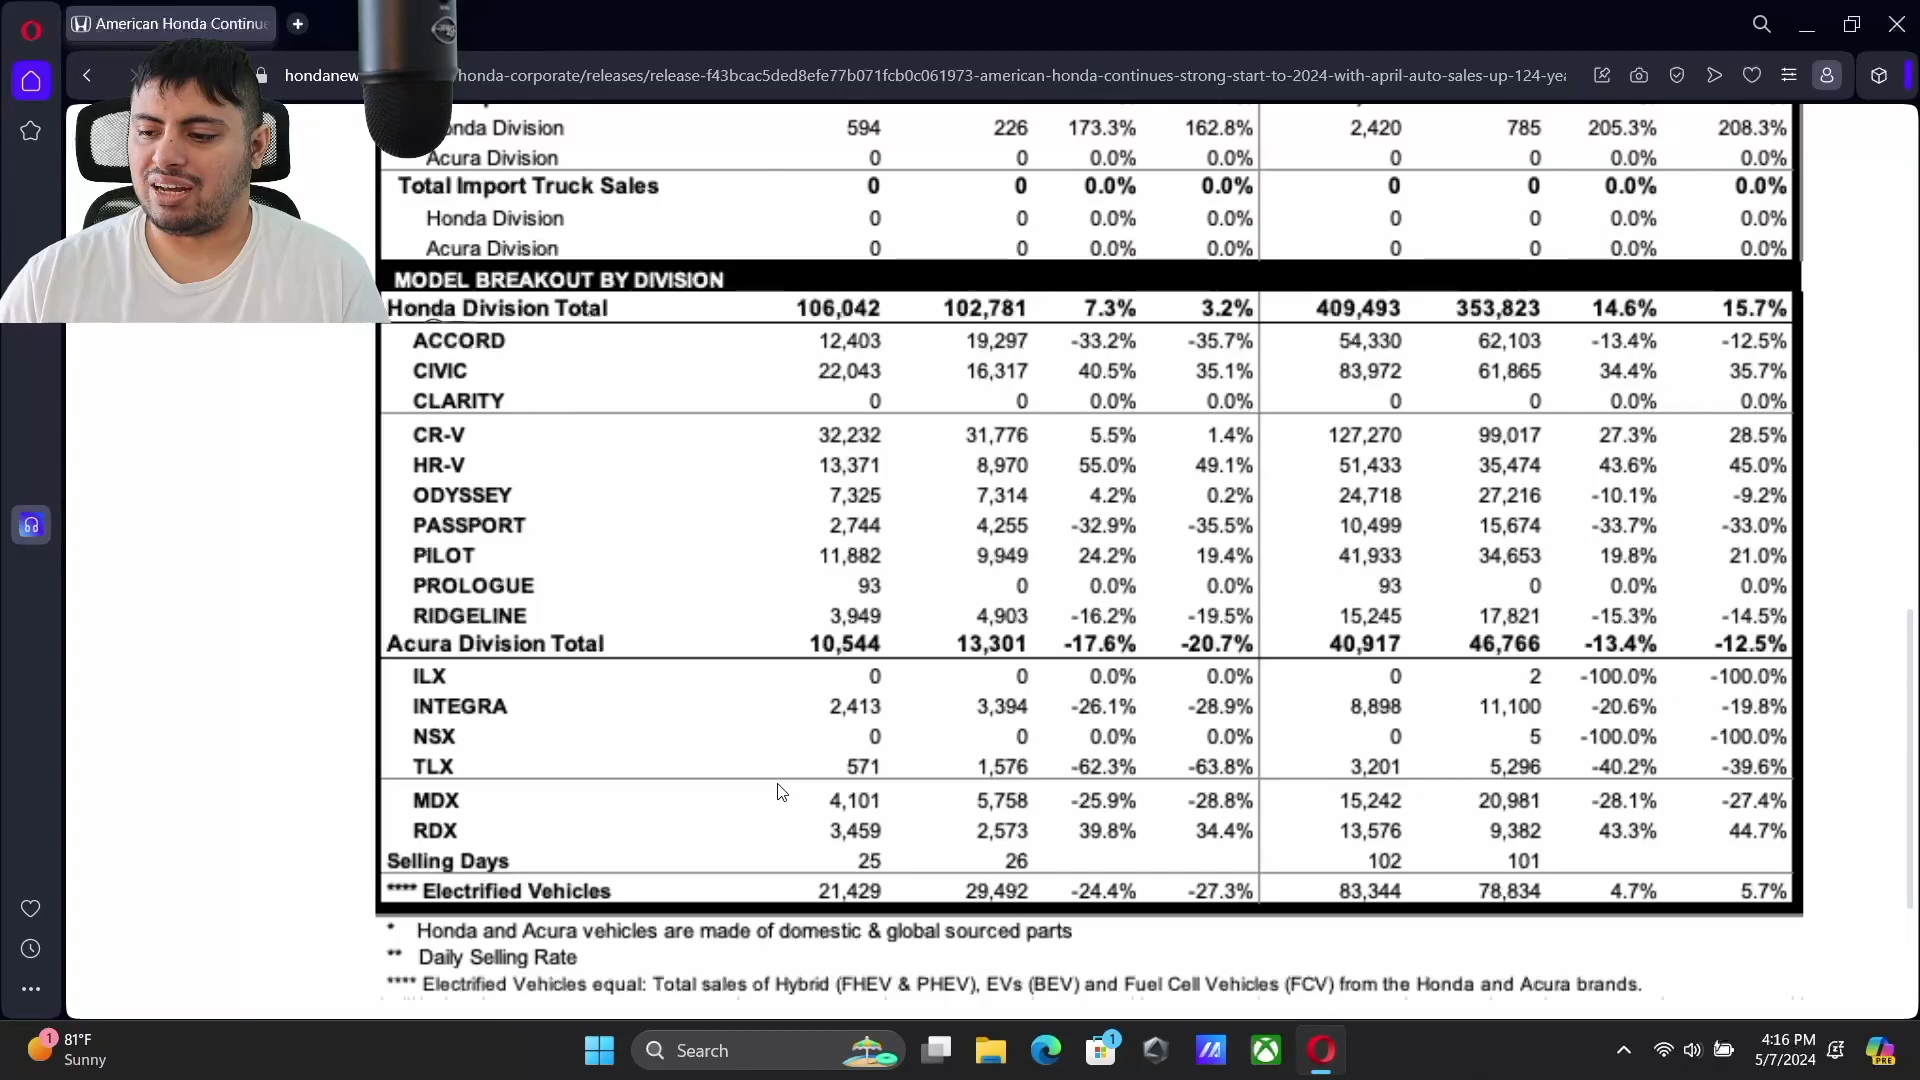 American Honda Continue
hondanew
honda-corporate/releases/release-f43bcac5ded8efe77b071fcb0c061973-american-honda-continues-strong-start-to-2024-with-april-auto-sales-up-124-yea
onda Division 594 226 173.3% 162.8% 2,420 785 205.3% 208.3%
Acura Division 0 0 0.0% 0.0% 0 0 0.0% 0.0%
Total Import Truck Sales 0 0 0.0% 0.0% 0 0 0.0% 0.0%
Honda Division 0 0 0.0% 0.0% 0 0 0.0% 0.0%
Acura Division 0 0 0.0% 0.0% 0 0 0.0% 0.0%
MODEL BREAKOUT BY DIVISION
Honda Division Total 106,042 102,781 7.3% 3.2% 409,493 353,823 14.6% 15.7%
ACCORD 12,403 19,297 -33.2% -35.7% 54,330 62,103 -13.4% -12.5%
CIVIC 22,043 16,317 40.5% 35.1% 83,972 61,865 34.4% 35.7%
CLARITY 0 0 0.0% 0.0% 0 0 0.0% 0.0%
CR-V 32,232 31,776 5.5% 1.4% 127,270 99,017 27.3% 28.5%
HR-V 13,371 8,970 55.0% 49.1% 51,433 35,474 43.6% 45.0%
ODYSSEY 7,325 7,314 4.2% 0.2% 24,718 27,216 -10.1% -9.2%
PASSPORT 2,744 4,255 -32.9% -35.5% 10,499 15,674 -33.7% -33.0%
PILOT 11,882 9,949 24.2% 19.4% 41,933 34,653 19.8% 21.0%
PROLOGUE 93 0 0.0% 0.0% 93 0 0.0% 0.0%
RIDGELINE 3,949 4,903 -16.2% -19.5% 15,245 17,821 -15.3% -14.5%
Acura Division Total 10,544 13,301 -17.6% -20.7% 40,917 46,766 -13.4% -12.5%
ILX 0 0 0.0% 0.0% 0 2 -100.0% -100.0%
INTEGRA 2,413 3,394 -26.1% -28.9% 8,898 11,100 -20.6% -19.8%
NSX 0 0 0.0% 0.0% 0 5 -100.0% -100.0%
TLX 571 1,576 -62.3% -63.8% 3,201 5,296 -40.2% -39.6%
MDX 4,101 5,758 -25.9% -28.8% 15,242 20,981 -28.1% -27.4%
RDX 3,459 2,573 39.8% 34.4% 13,576 9,382 43.3% 44.7%
Selling Days 25 26 102 101
**** Electrified Vehicles 21,429 29,492 -24.4% -27.3% 83,344 78,834 4.7% 5.7%
* Honda and Acura vehicles are made of domestic & global sourced parts
** Daily Selling Rate
**** Electrified Vehicles equal: Total sales of Hybrid (FHEV & PHEV), EVs (BEV) and Fuel Cell Vehicles (FCV) from the Honda and Acura brands.
1
81°F
Sunny
Search
1
4:16 PM
5/7/2024
PRE